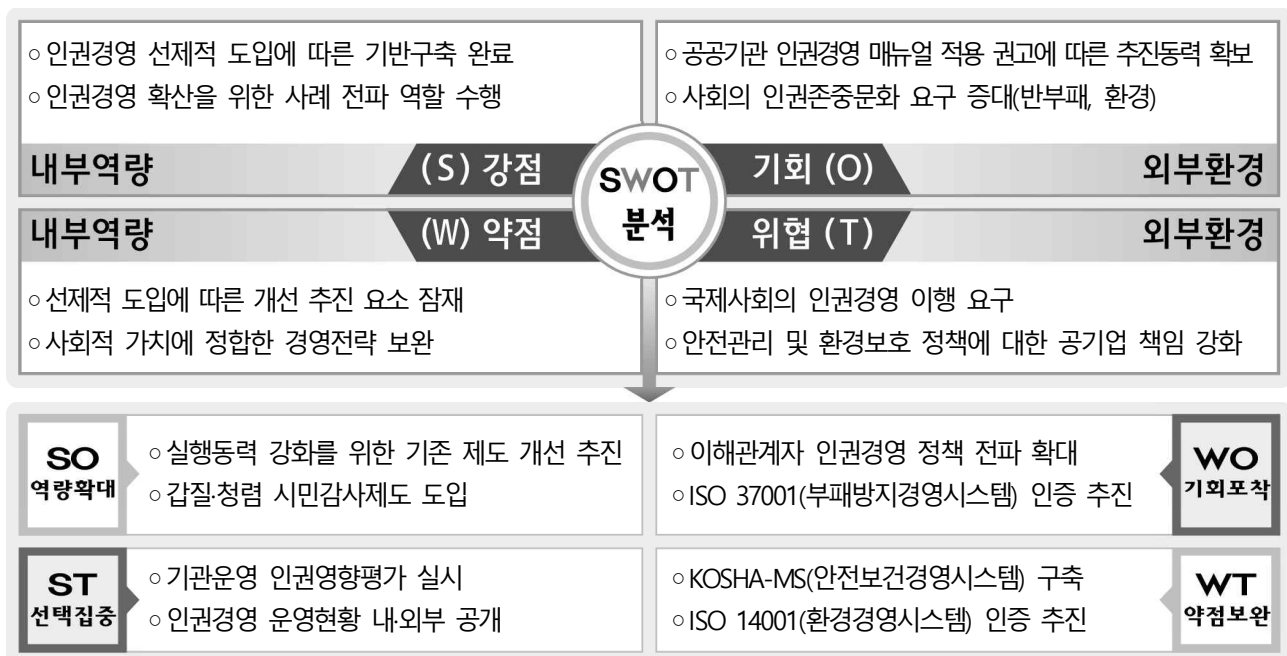 ○ 인권경영 선제적 도입에 따른 기반구축 완료
○ 인권경영 확산을 위한 사례 전파 역할 수행
내부역량
(S) 강점
○ 공공기관 인권경영 매뉴얼 적용 권고에 따른 추진동력 확보
○ 사회의 인권존중문화 요구 증대(반부패, 환경)
기회 (O)
외부환경
SWOT
분석
내부역량
(W) 약점
○ 선제적 도입에 따른 개선 추진 요소 잠재
○ 사회적 가치에 정합한 경영전략 보완
위협 (T)
외부환경
○ 국제사회의 인권경영 이행 요구
○ 안전관리 및 환경보호 정책에 대한 공기업 책임 강화
SO
역량확대
○ 실행동력 강화를 위한 기존 제도 개선 추진
○ 갑질·청렴 시민감사제도 도입
○ 이해관계자 인권경영 정책 전파 확대
○ ISO 37001(부패방지경영시스템) 인증 추진
WO
기회포착
ST
선택집중
○ 기관운영 인권영향평가 실시
○ 인권경영 운영현황 내·외부 공개
○ KOSHA-MS(안전보건경영시스템) 구축
○ ISO 14001(환경경영시스템) 인증 추진
WT
약점보완